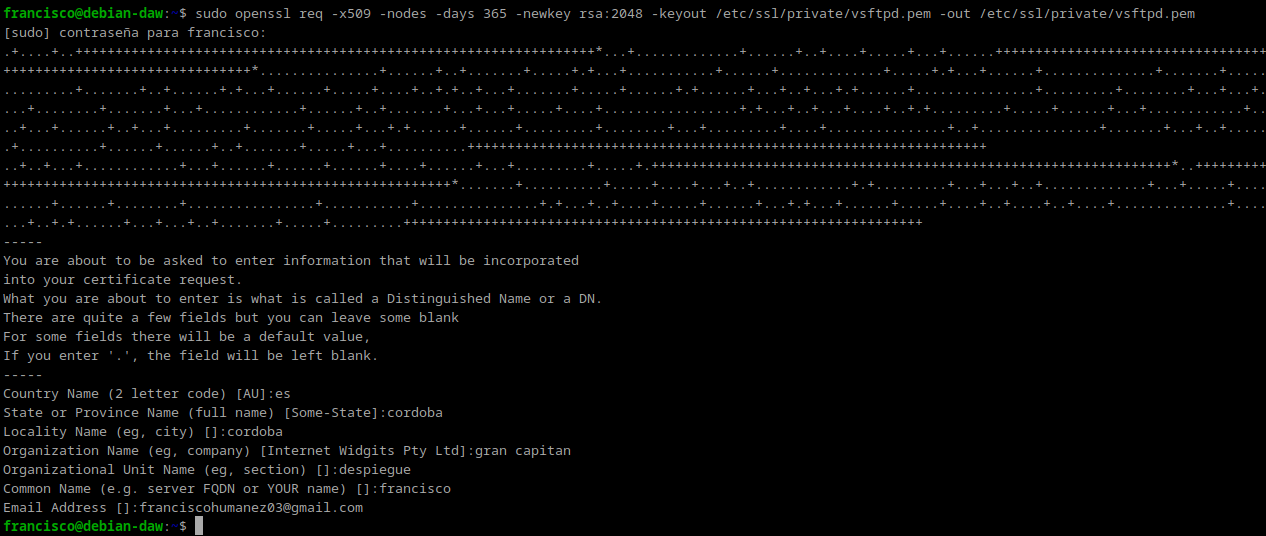 francisco@debian-daw:~$ sudo openssl req -x509 -nodes -days 365 -newkey rsa:2048 -keyout /etc/ssl/private/vsftpd.pem -out /etc/ssl/private/vsftpd.pem
[sudo] contraseña para francisco:
-----
You are about to be asked to enter information that will be incorporated
into your certificate request.
What you are about to enter is what is called a Distinguished Name or a DN.
There are quite a few fields but you can leave some blank
For some fields there will be a default value,
If you enter '.', the field will be left blank.
-----
Country Name (2 letter code) [AU]:es
State or Province Name (full name) [Some-State]:cordoba
Locality Name (eg, city) []:cordoba
Organization Name (eg, company) [Internet Widgits Pty Ltd]:gran capitan
Organizational Unit Name (eg, section) []:despiegue
Common Name (e.g. server FQDN or YOUR name) []:francisco
Email Address []:franciscohumanez03@gmail.com
francisco@debian-daw:~$